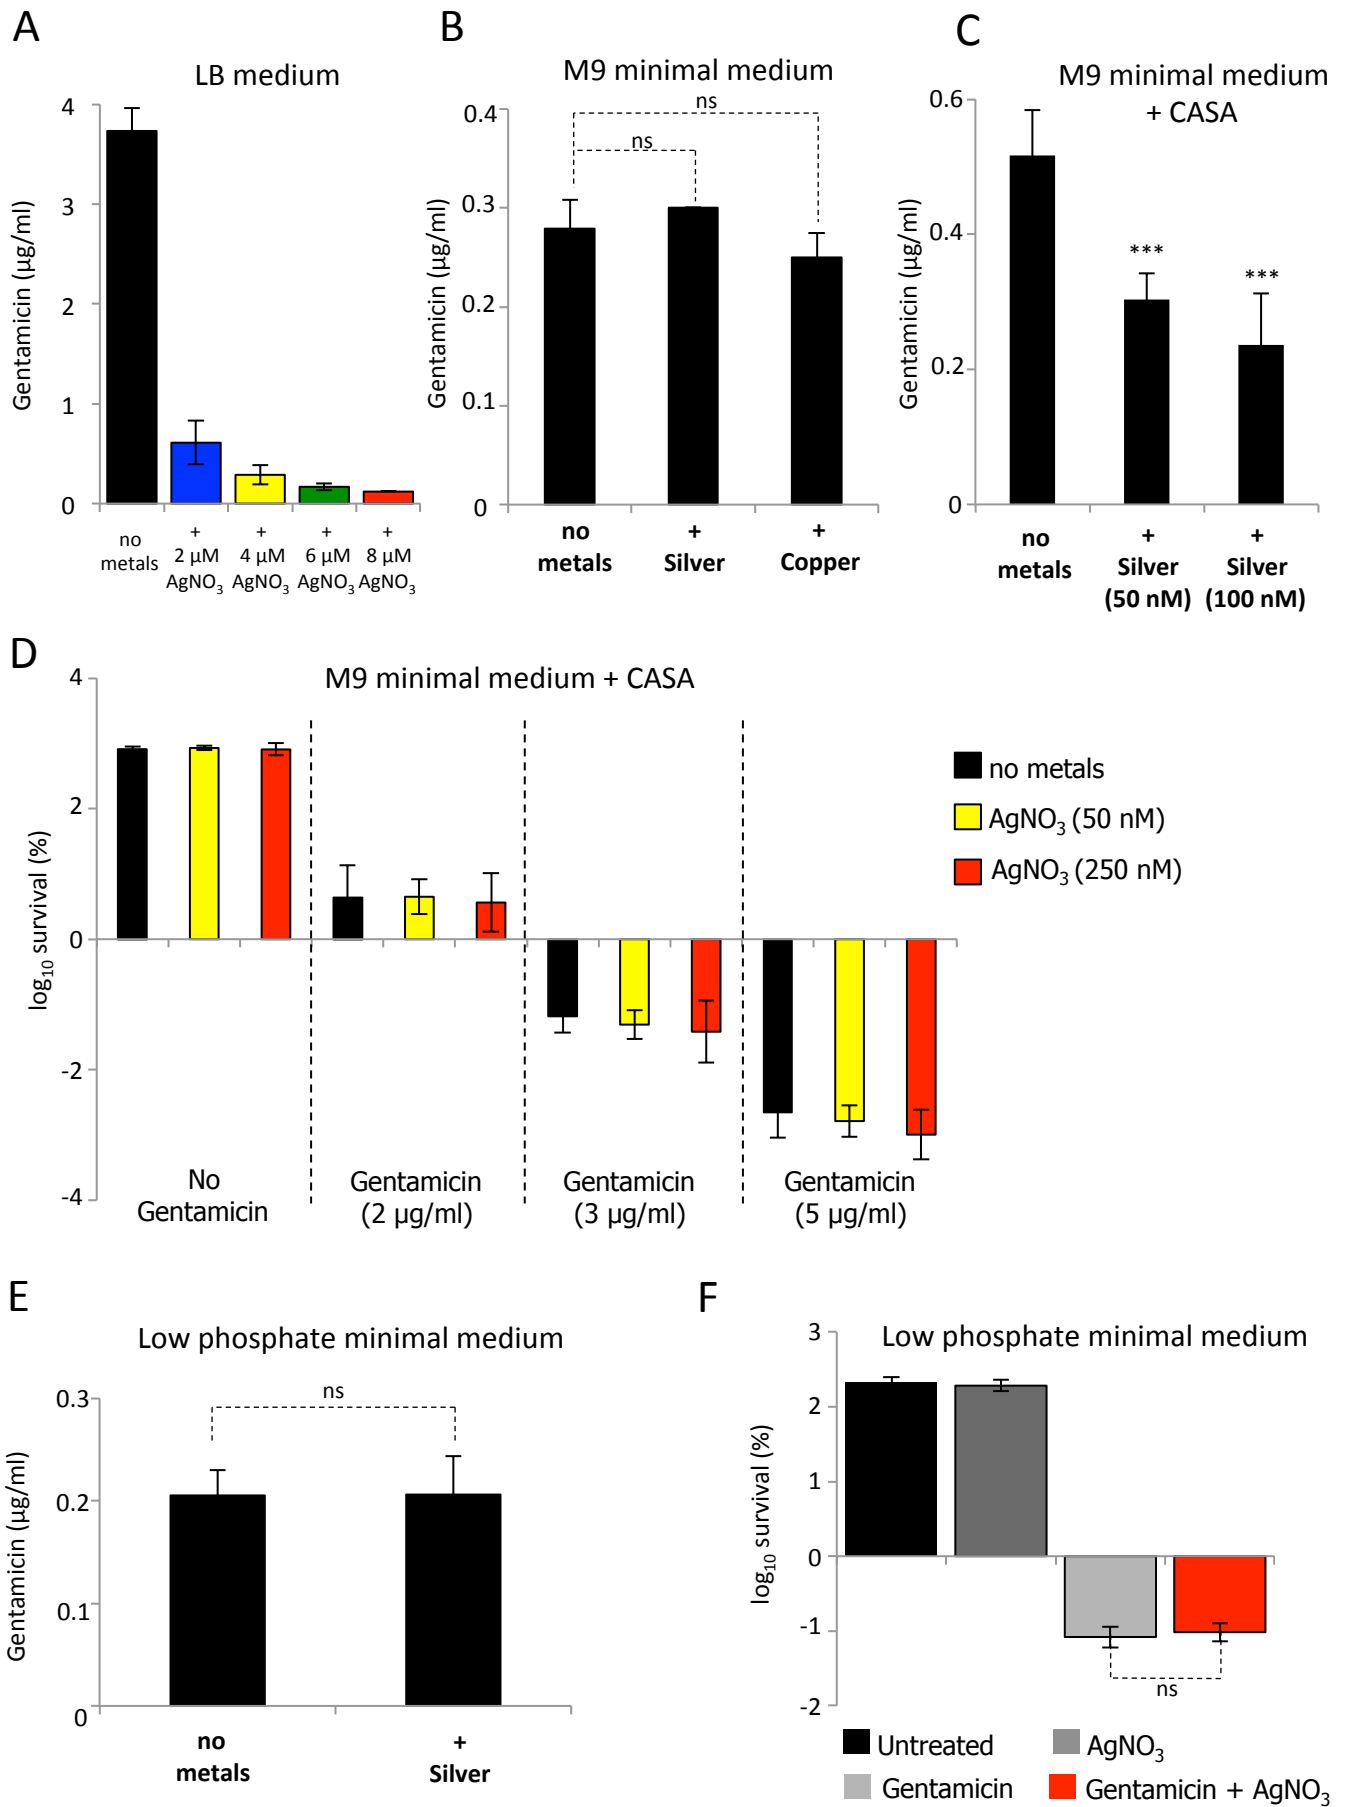 A
LB medium
Gentamicin (µg/ml)
4
3
2
1
0
no
metals
+
2 µM
AgNO₃
+
4 µM
AgNO₃
+
6 µM
AgNO₃
+
8 µM
AgNO₃
B
M9 minimal medium
Gentamicin (µg/ml)
0.4
0.3
0.2
0.1
0
ns
ns
no
metals
+
Silver
+
Copper
C
M9 minimal medium
+ CASA
Gentamicin (µg/ml)
0.6
0.4
0.2
0
***
***
no
metals
+
Silver
(50 nM)
+
Silver
(100 nM)
D
M9 minimal medium + CASA
log₁₀ survival (%)
4
2
0
-2
-4
No
Gentamicin
Gentamicin
(2 µg/ml)
Gentamicin
(3 µg/ml)
Gentamicin
(5 µg/ml)
no metals
AgNO₃ (50 nM)
AgNO₃ (250 nM)
E
Low phosphate minimal medium
Gentamicin (µg/ml)
0.3
0.2
0.1
0
ns
no
metals
+
Silver
F
Low phosphate minimal medium
log₁₀ survival (%)
3
2
1
0
-1
-2
ns
Untreated
AgNO₃
Gentamicin
Gentamicin + AgNO₃